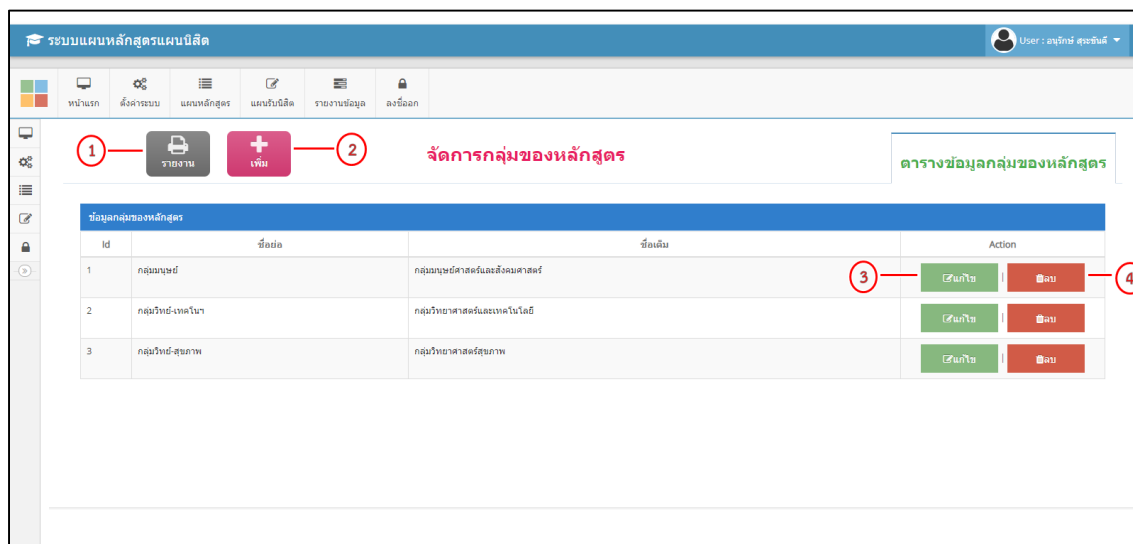 ระบบแผนหลักสูตรแผนนิสิต
User : อนุรักษ์ สุระขันตี
หน้าแรก ตั้งค่าระบบ แผนหลักสูตร แผนรับนิสิต รายงานข้อมูล ลงชื่ออก
1 รายงาน เพิ่ม 2
จัดการกลุ่มของหลักสูตร
ตารางข้อมูลกลุ่มของหลักสูตร
ข้อมูลกลุ่มของหลักสูตร
Id ชื่อย่อ ชื่อเต็ม Action
1 กลุ่มมนุษย์ กลุ่มมนุษย์ศาสตร์และสังคมศาสตร์ 3 แก้ไข | ลบ 4
2 กลุ่มวิทย์-เทคโนฯ กลุ่มวิทยาศาสตร์และเทคโนโลยี แก้ไข | ลบ
3 กลุ่มวิทย์-สุขภาพ กลุ่มวิทยาศาสตร์สุขภาพ แก้ไข | ลบ